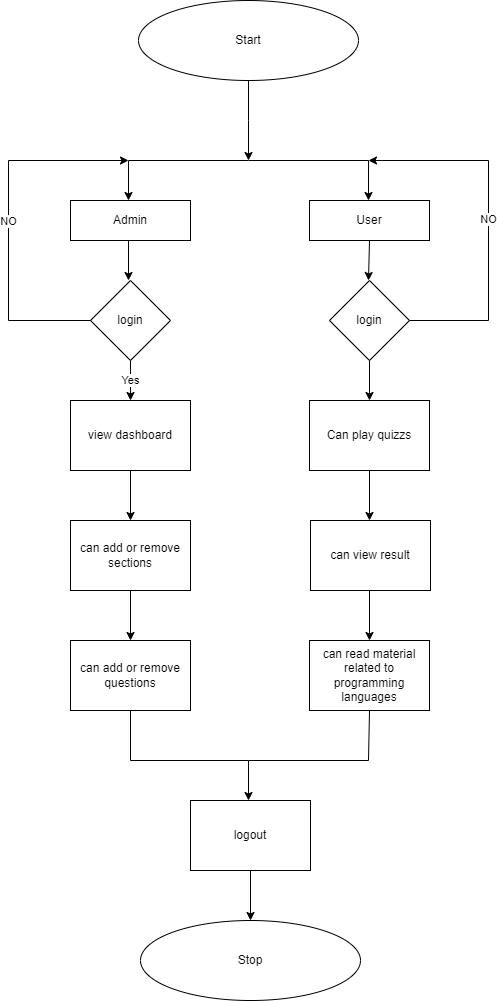 Start
NO
NO
Admin
User
login
login
Yes
view dashboard
Can play quizzs
can add or remove
sections
can view result
can add or remove
questions
can read material
related to
programming
languages
logout
Stop